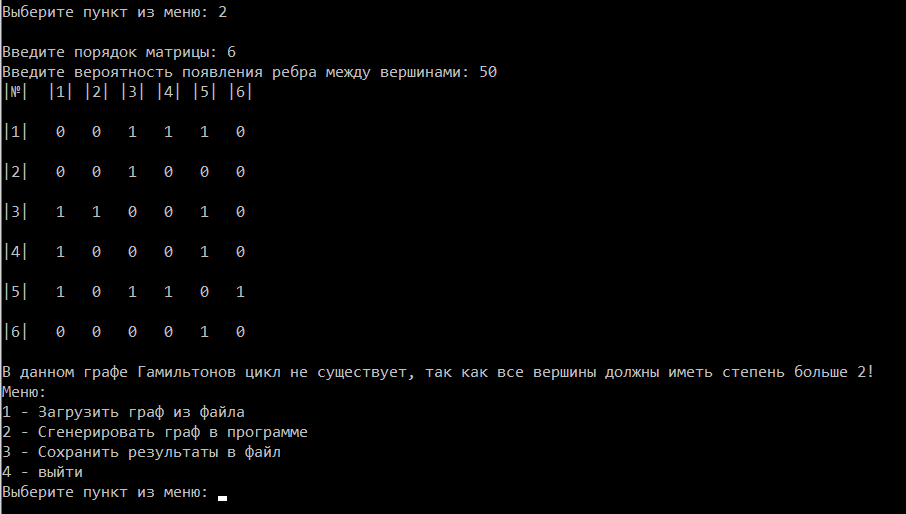 Выберите пункт из меню: 2
Введите порядок матрицы: 6
Введите вероятность появления ребра между вершинами: 50
|№|  |1| |2| |3| |4| |5| |6|
|1|   0   0   1   1   1   0
|2|   0   0   1   0   0   0
|3|   1   1   0   0   1   0
|4|   1   0   0   0   1   0
|5|   1   0   1   1   0   1
|6|   0   0   0   0   1   0
В данном графе Гамильтонов цикл не существует, так как все вершины должны иметь степень больше 2!
Меню:
1 - Загрузить граф из файла
2 - Сгенерировать граф в программе
3 - Сохранить результаты в файл
4 - выйти
Выберите пункт из меню: